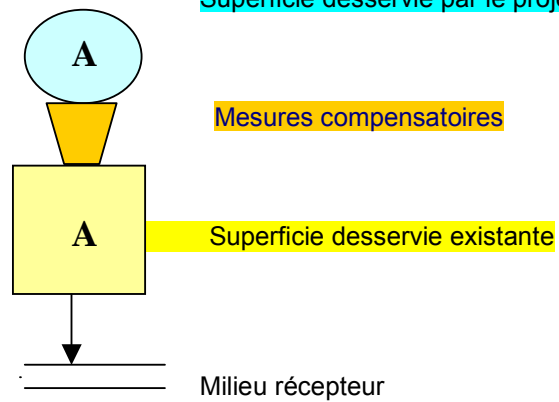 Superficie desservie par le
A
Mesures compensatoires
A
Superficie desservie existante
Milieu récepteur